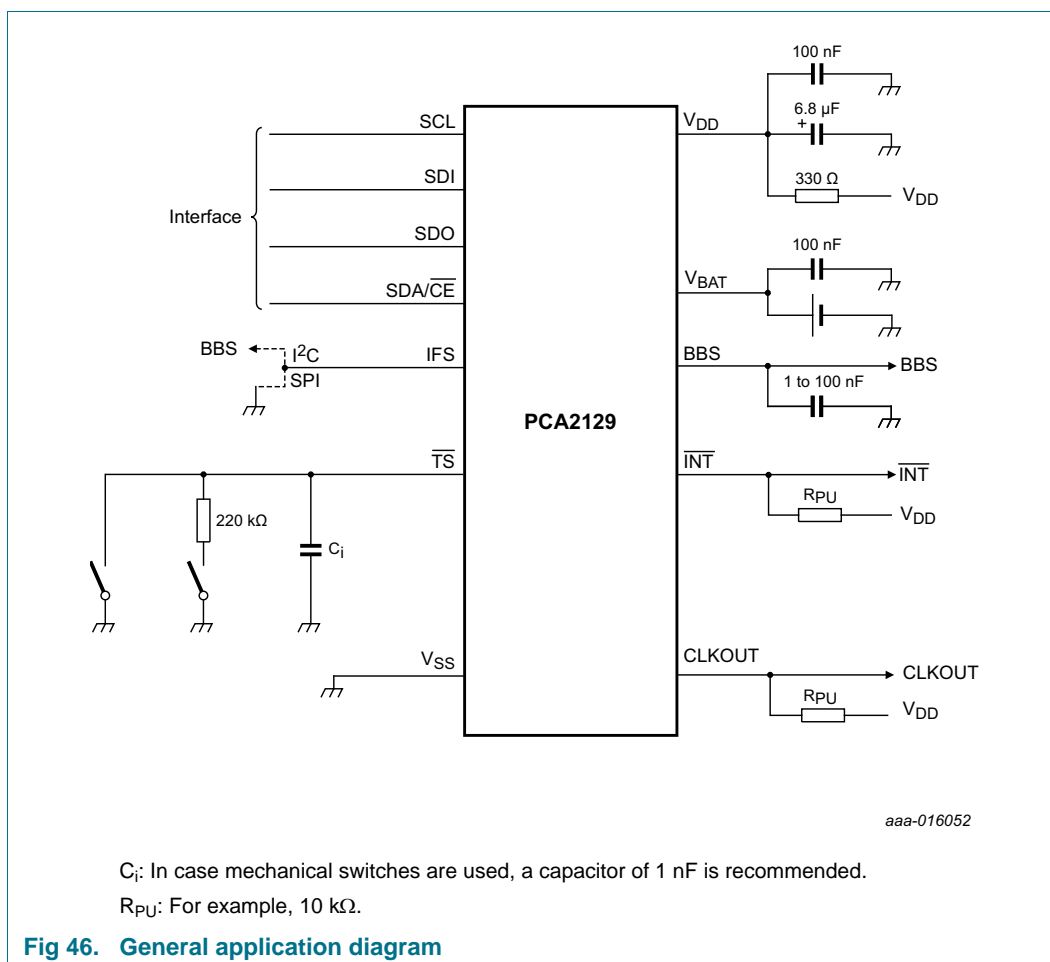 100 nF
6.8 µF
+
330 Ω
VDD
SCL
SDI
SDO
SDA/CE
Interface
VDD
100 nF
VBAT
BBS
I2C
SPI
IFS
BBS
BBS
1 to 100 nF
PCA2129
TS
220 kΩ
Ci
INT
INT
RPU
VDD
VSS
CLKOUT
CLKOUT
RPU
VDD
aaa-016052
Ci: In case mechanical switches are used, a capacitor of 1 nF is recommended.
RPU: For example, 10 kΩ.
Fig 46. General application diagram